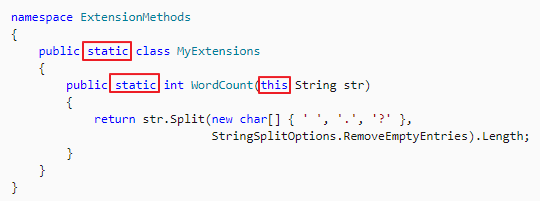 namespace ExtensionMethods
{
    public static class MyExtensions
    {
        public static int WordCount(this String str)
        {
            return str.Split(new char[] { ' ', '.', '?' },
                             StringSplitOptions.RemoveEmptyEntries).Length;
        }
    }
}